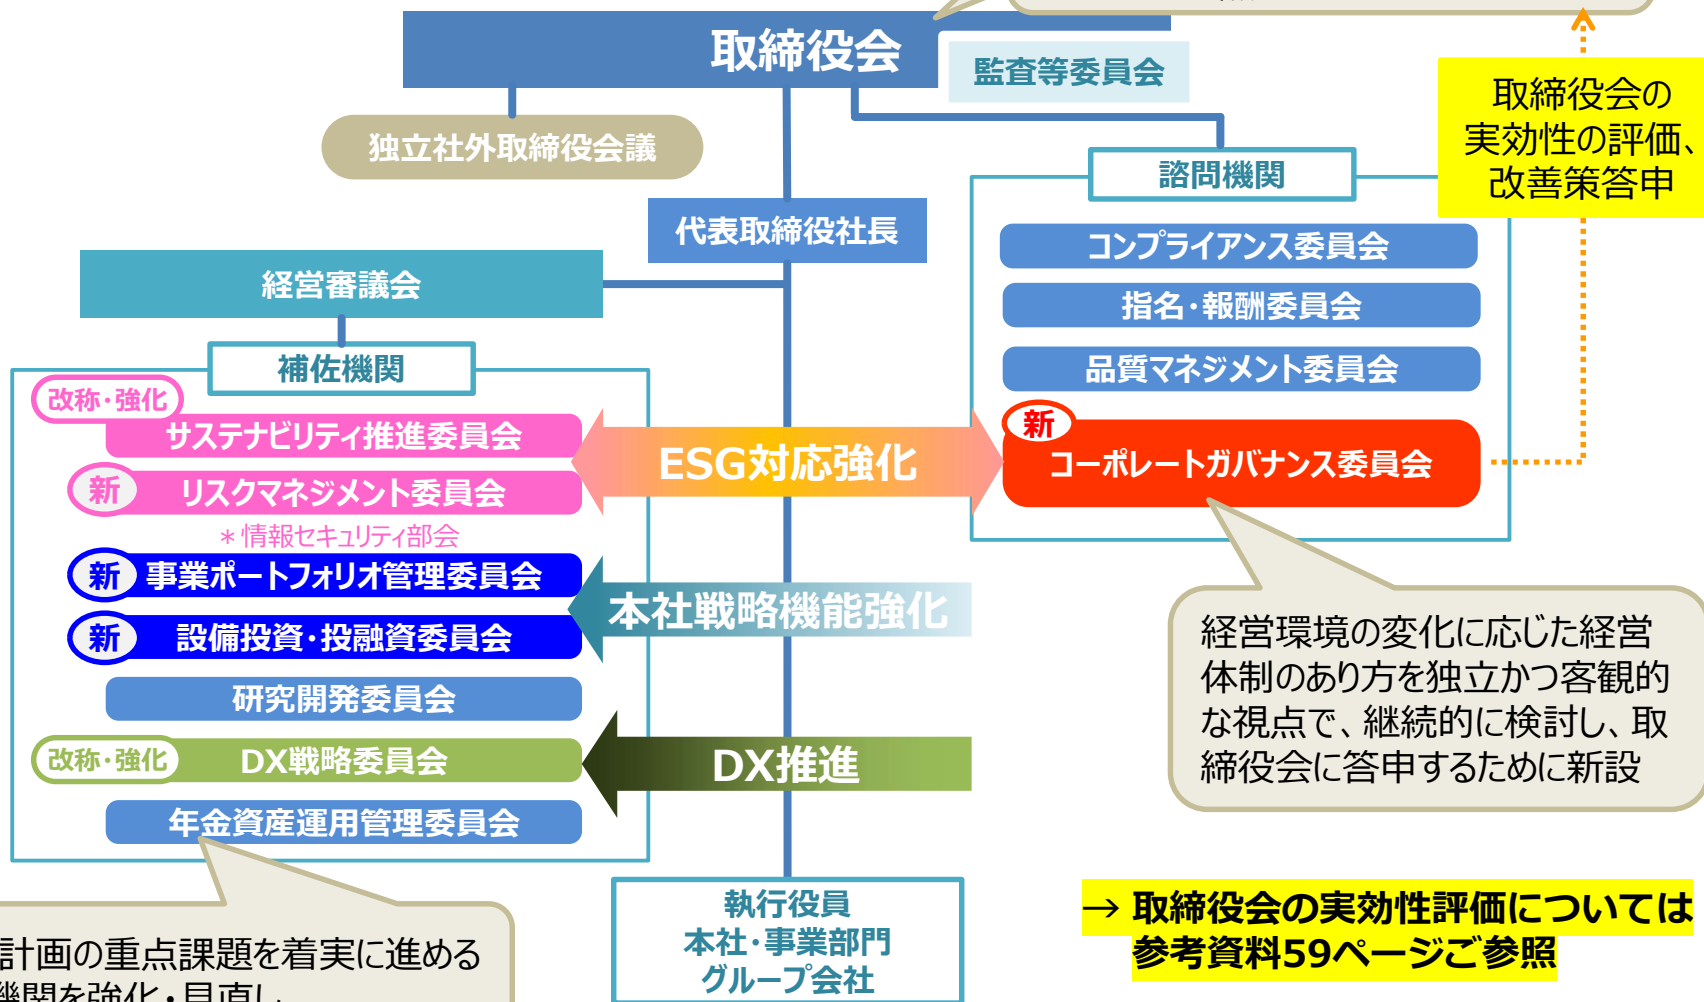 取締役会
監査等委員会
取締役会の
実効性の評価、
改善策答申
独立社外取締役会議
諮問機関
代表取締役社長
コンプライアンス委員会
経営審議会
指名・報酬委員会
補佐機関
品質マネジメント委員会
改称・強化
サステナビリティ推進委員会
ESG対応強化
新
コーポレートガバナンス委員会
新
リスクマネジメント委員会
＊情報セキュリティ部会
新
事業ポートフォリオ管理委員会
本社戦略機能強化
新
設備投資・投融資委員会
経営環境の変化に応じた経営
体制のあり方を独立かつ客観的
な視点で、継続的に検討し、取
締役会に答申するために新設
研究開発委員会
改称・強化
DX戦略委員会
DX推進
年金資産運用管理委員会
執行役員
本社・事業部門
グループ会社
→ 取締役会の実効性評価については
参考資料59ページご参照
計画の重点課題を着実に進める
機関を強化・見直し